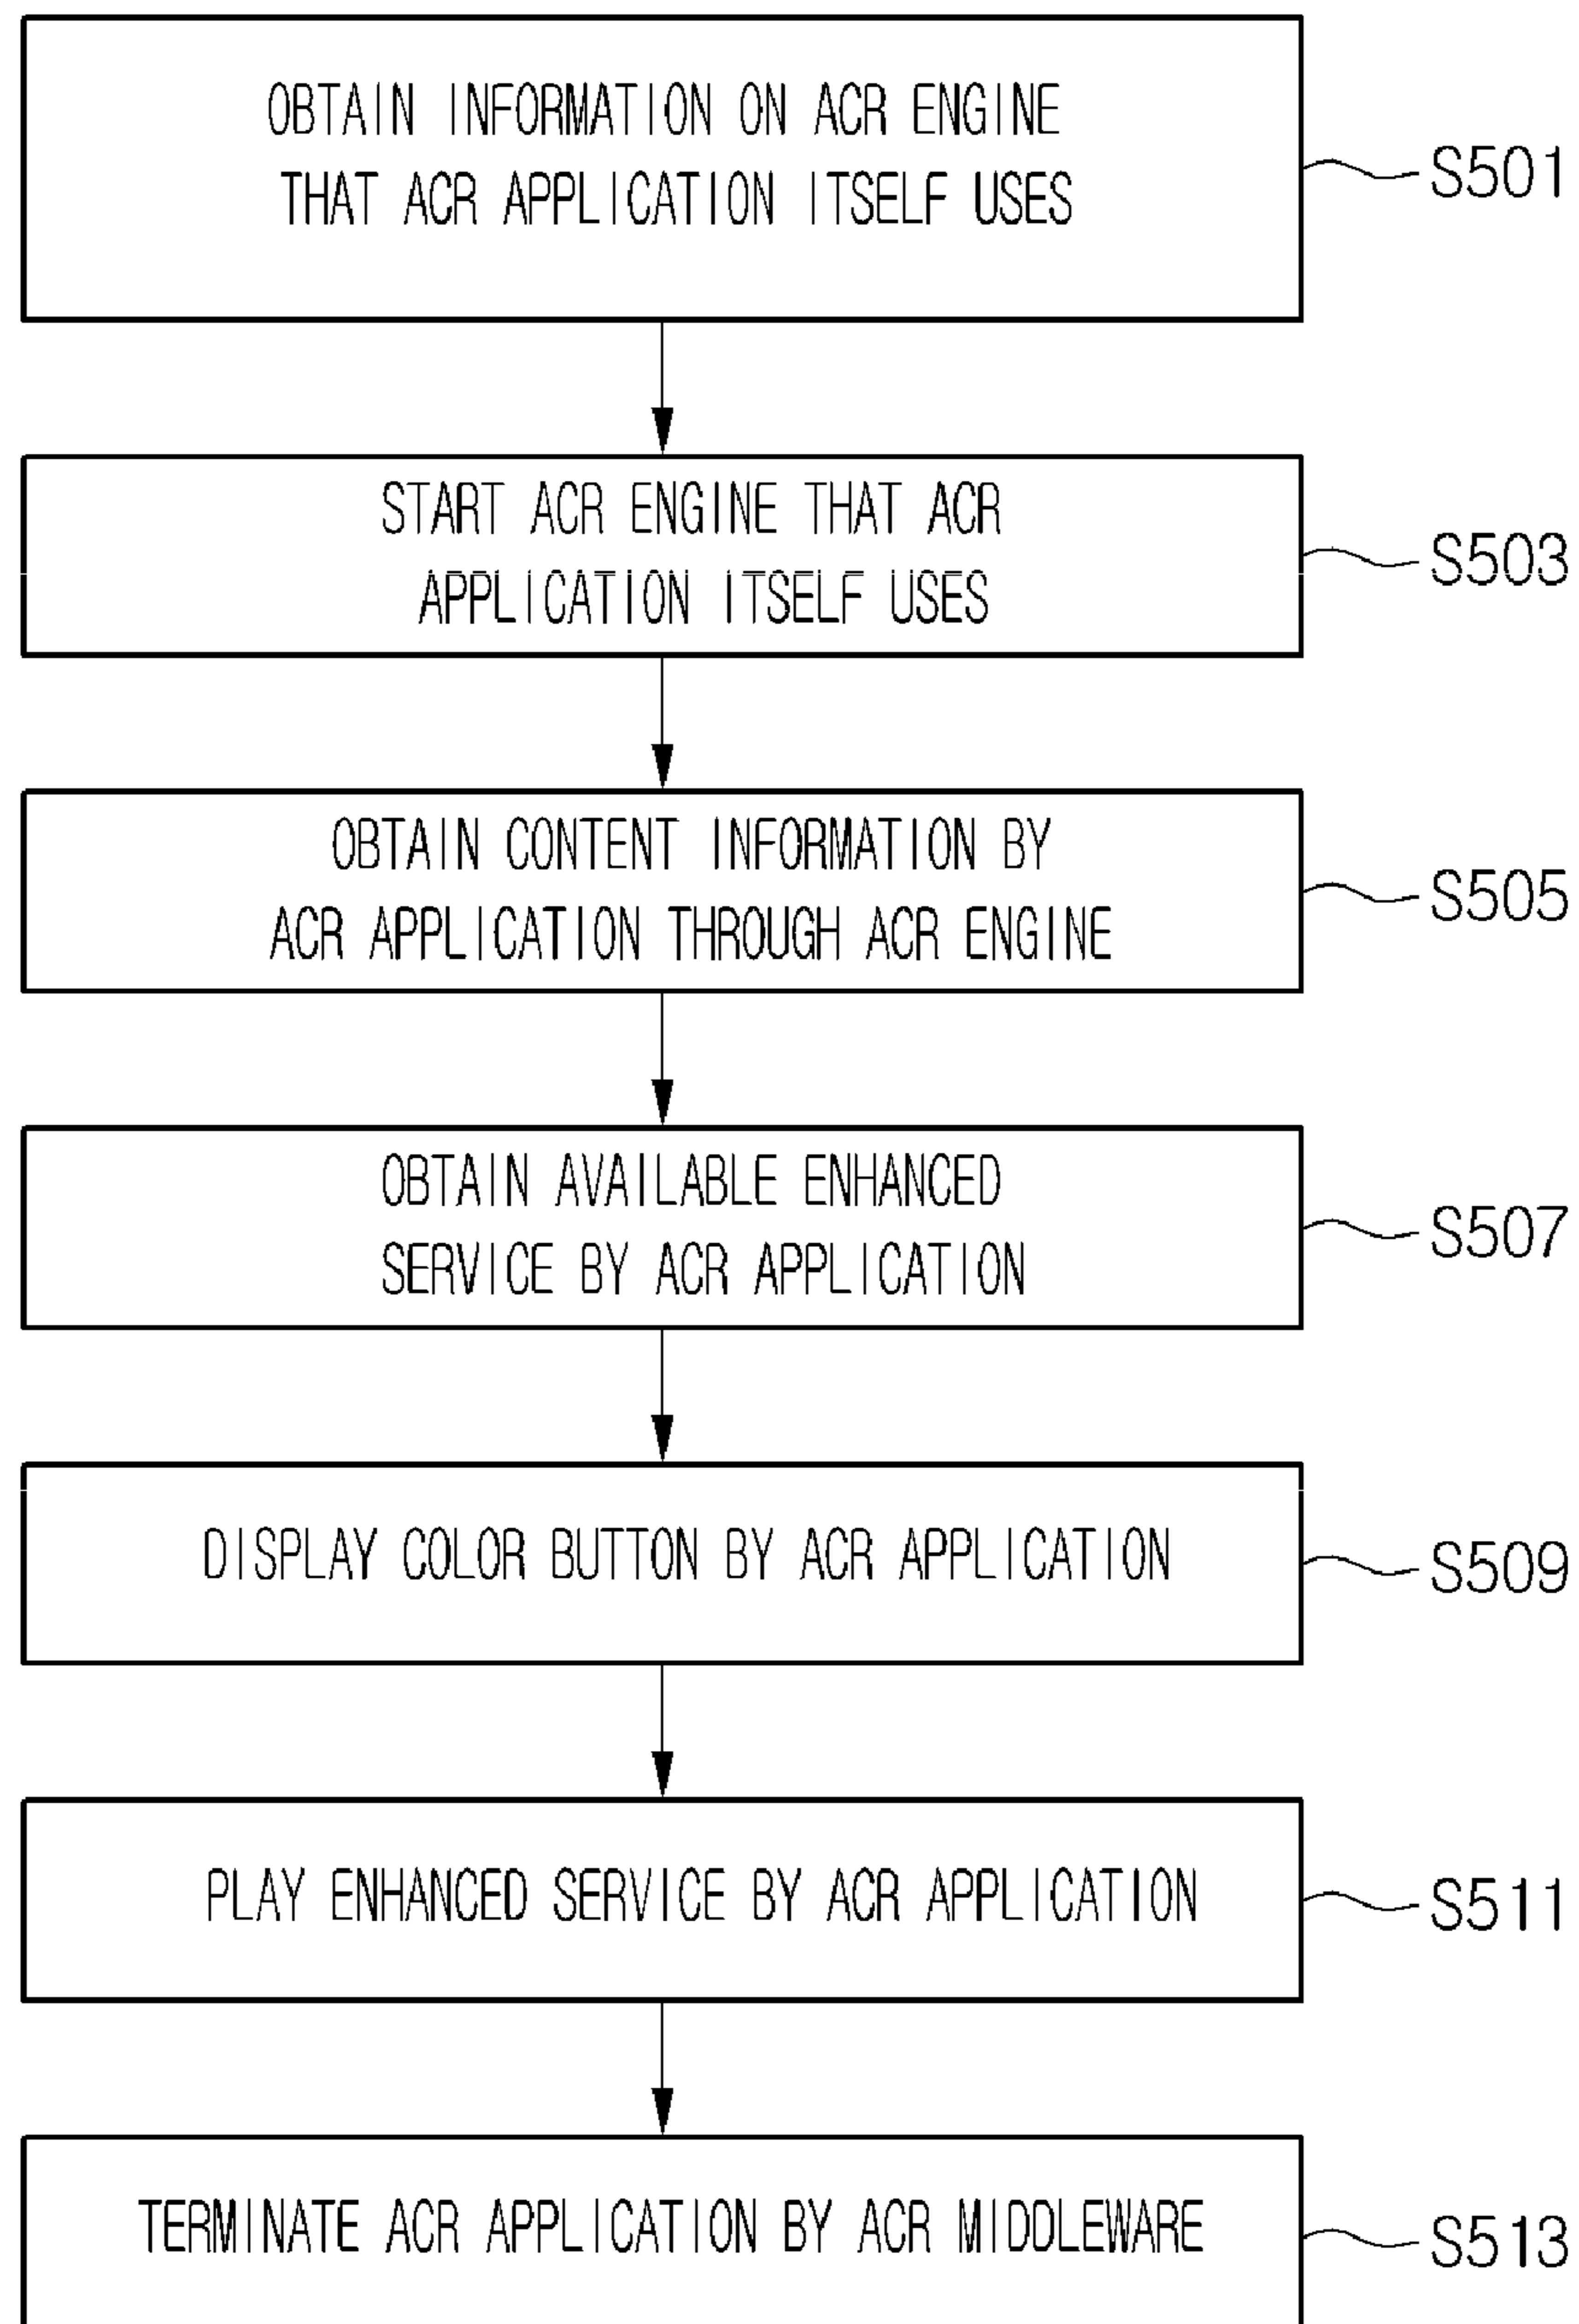 OBTAIN INFORMATION ON ACR ENGINE
THAT ACR APPLICATION ITSELF USES
S501
START ACR ENGINE THAT ACR
APPLICATION ITSELF USES
S503
OBTAIN CONTENT INFORMATION BY
ACR APPLICATION THROUGH ACR ENGINE
S505
OBTAIN AVAILABLE ENHANCED
SERVICE BY ACR APPLICATION
S507
DISPLAY COLOR BUTTON BY ACR APPLICATION
S509
PLAY ENHANCED SERVICE BY ACR APPLICATION
S511
TERMINATE ACR APPLICATION BY ACR MIDDLEWARE
S513